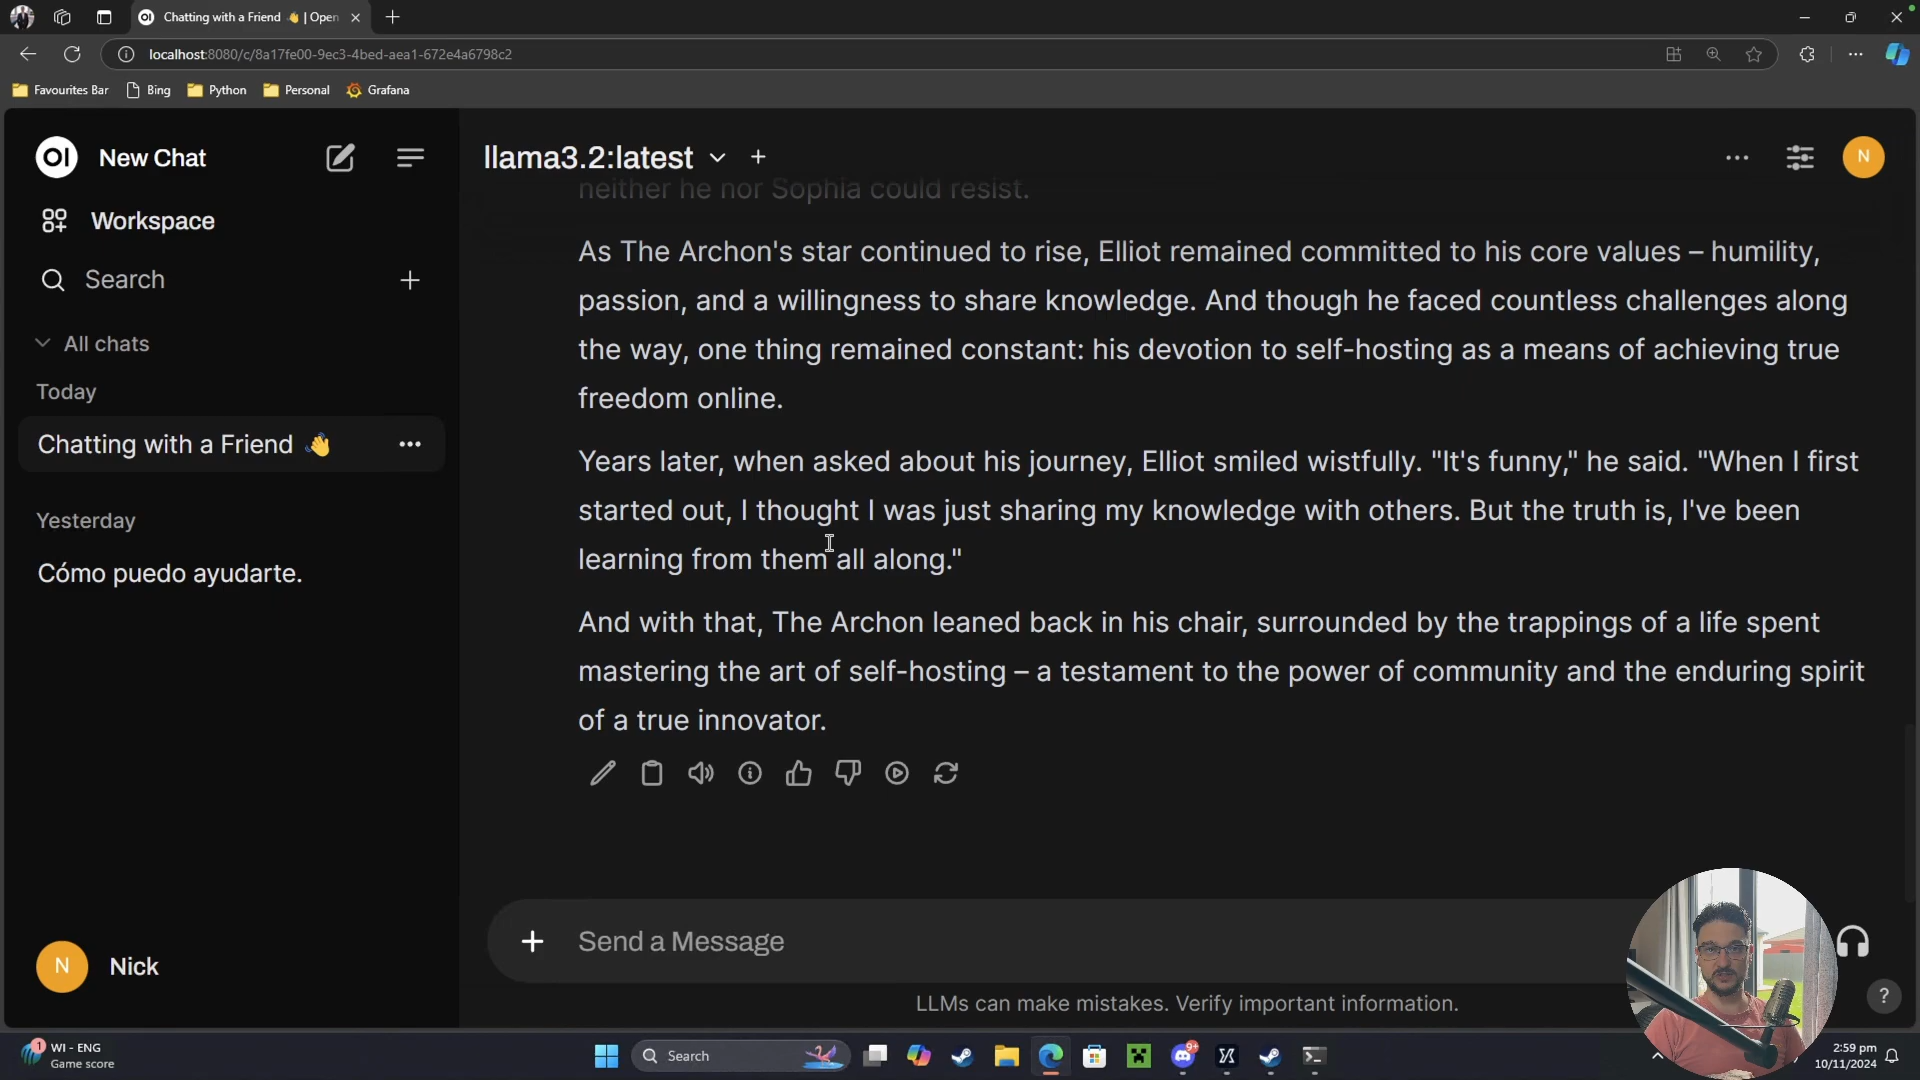 Chatting with a Friend 👋 | Open
localhost:8080/c/8a17fe00-9ec3-4bed-aea1-672e4a6798c2
Favourites Bar
Bing
Python
Personal
Grafana
OI
New Chat
Workspace
Search
All chats
Today
Chatting with a Friend 👋
Yesterday
Cómo puedo ayudarte.
N
Nick
llama3.2:latest
N
neither he nor Sophia could resist.
As The Archon's star continued to rise, Elliot remained committed to his core values – humility,
passion, and a willingness to share knowledge. And though he faced countless challenges along
the way, one thing remained constant: his devotion to self-hosting as a means of achieving true
freedom online.
Years later, when asked about his journey, Elliot smiled wistfully. "It's funny," he said. "When I first
started out, I thought I was just sharing my knowledge with others. But the truth is, I've been
learning from them all along."
And with that, The Archon leaned back in his chair, surrounded by the trappings of a life spent
mastering the art of self-hosting – a testament to the power of community and the enduring spirit
of a true innovator.
Send a Message
LLMs can make mistakes. Verify important information.
?
1
WI - ENG
Game score
Search
9+
2:59 pm
10/11/2024